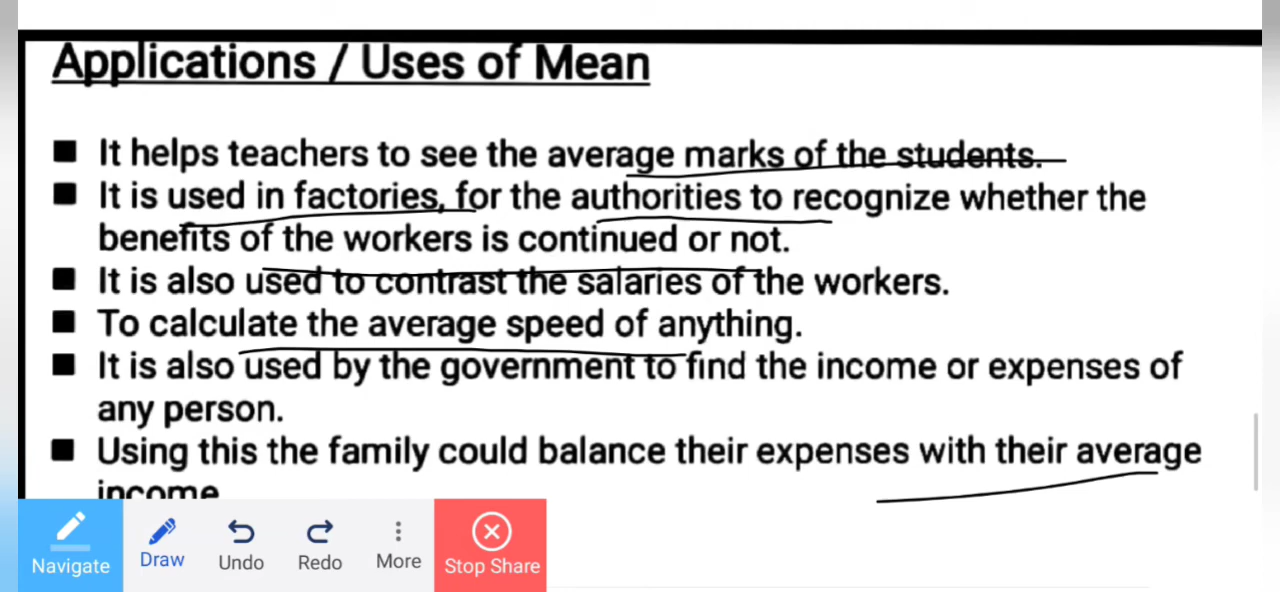 Applications / Uses of Mean
■ It helps teachers to see the average marks of the students.
■ It is used in factories, for the authorities to recognize whether the
benefits of the workers is continued or not.
■ It is also used to contrast the salaries of the workers.
■ To calculate the average speed of anything.
■ It is also used by the government to find the income or expenses of
any person.
■ Using this the family could balance their expenses with their average
income
Navigate Draw Undo Redo More Stop Share